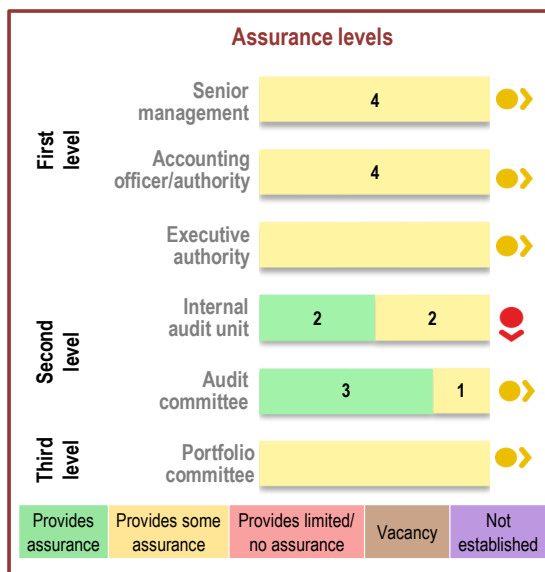 Assurance levels
First level
Senior
management
4
Accounting
officer/authority
4
Executive
authority
Second level
Internal
audit unit
2 2
Audit
committee
3 1
Third level
Portfolio
committee
Provides
assurance
Provides some
assurance
Provides limited/
no assurance
Vacancy
Not
established